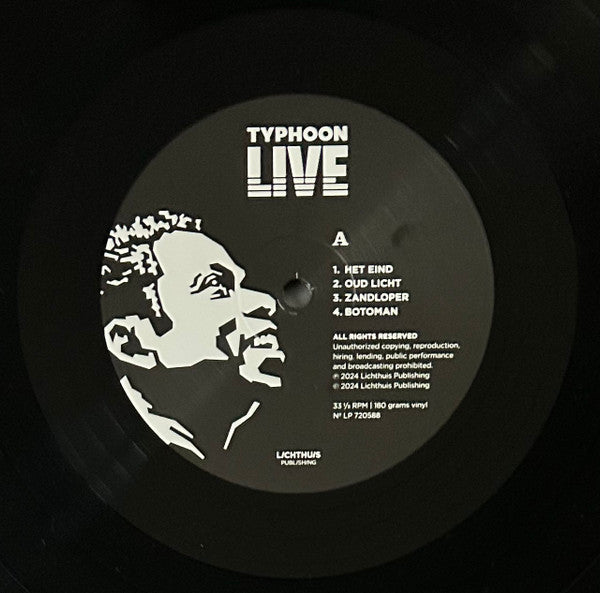 TYPHOON
LIVE
A
1. HET EIND
2. OUD LICHT
3. ZANDLOPER
4. BOTOMAN
ALL RIGHTS RESERVED
Unauthorized copying, reproduction,
hiring, lending, public performance
and broadcasting prohibited.
℗ 2024 Lichthuis Publishing
© 2024 Lichthuis Publishing
33 ⅓ RPM | 180 grams vinyl
Nº LP 720588
LICHTHUIS
PUBLISHING